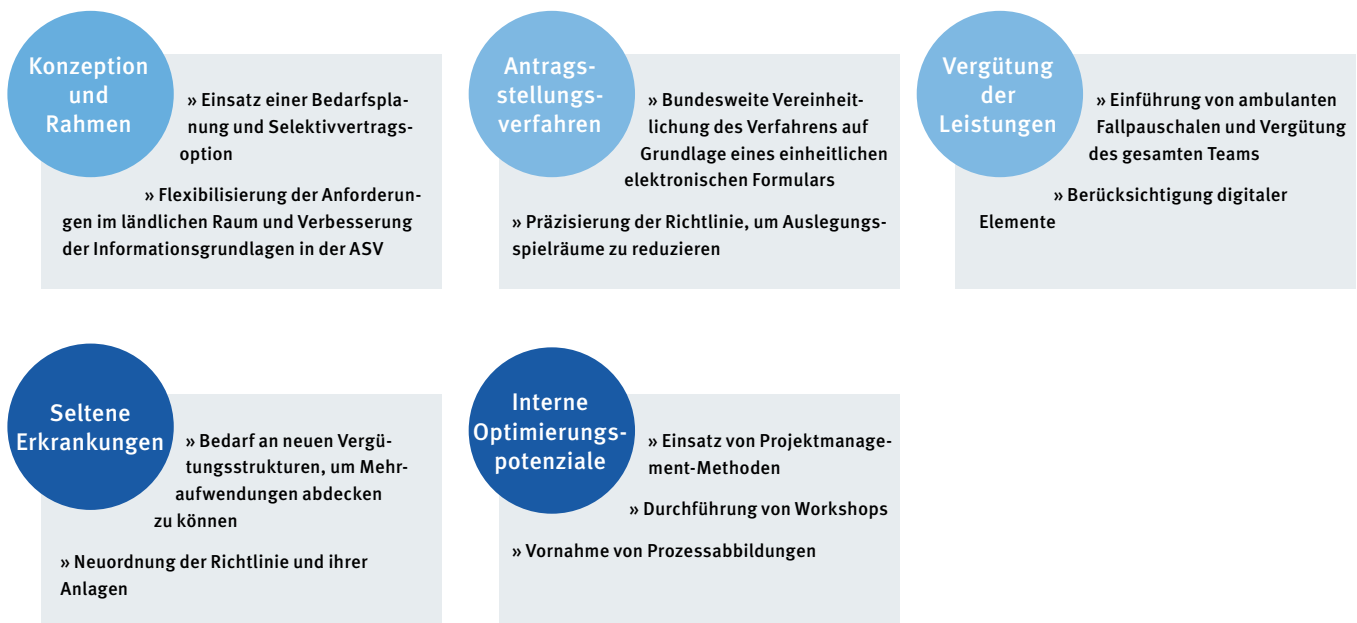 Konzeption
und
Rahmen
» Einsatz einer Bedarfspla-
nung und Selektivvertrags-
option
» Flexibilisierung der Anforderun-
gen im ländlichen Raum und Verbesserung
der Informationsgrundlagen in der ASV
Antrags-
stellungs-
verfahren
» Bundesweite Vereinheit-
lichung des Verfahrens auf
Grundlage eines einheitlichen
elektronischen Formulars
» Präzisierung der Richtlinie, um Auslegungs-
spielräume zu reduzieren
Vergütung
der
Leistungen
» Einführung von ambulanten
Fallpauschalen und Vergütung
des gesamten Teams
» Berücksichtigung digitaler
Elemente
Seltene
Erkrankungen
» Bedarf an neuen Vergü-
tungsstrukturen, um Mehr-
aufwendungen abdecken
zu können
» Neuordnung der Richtlinie und ihrer
Anlagen
Interne
Optimierungs-
potenziale
» Einsatz von Projektmanage-
ment-Methoden
» Durchführung von Workshops
» Vornahme von Prozessabbildungen